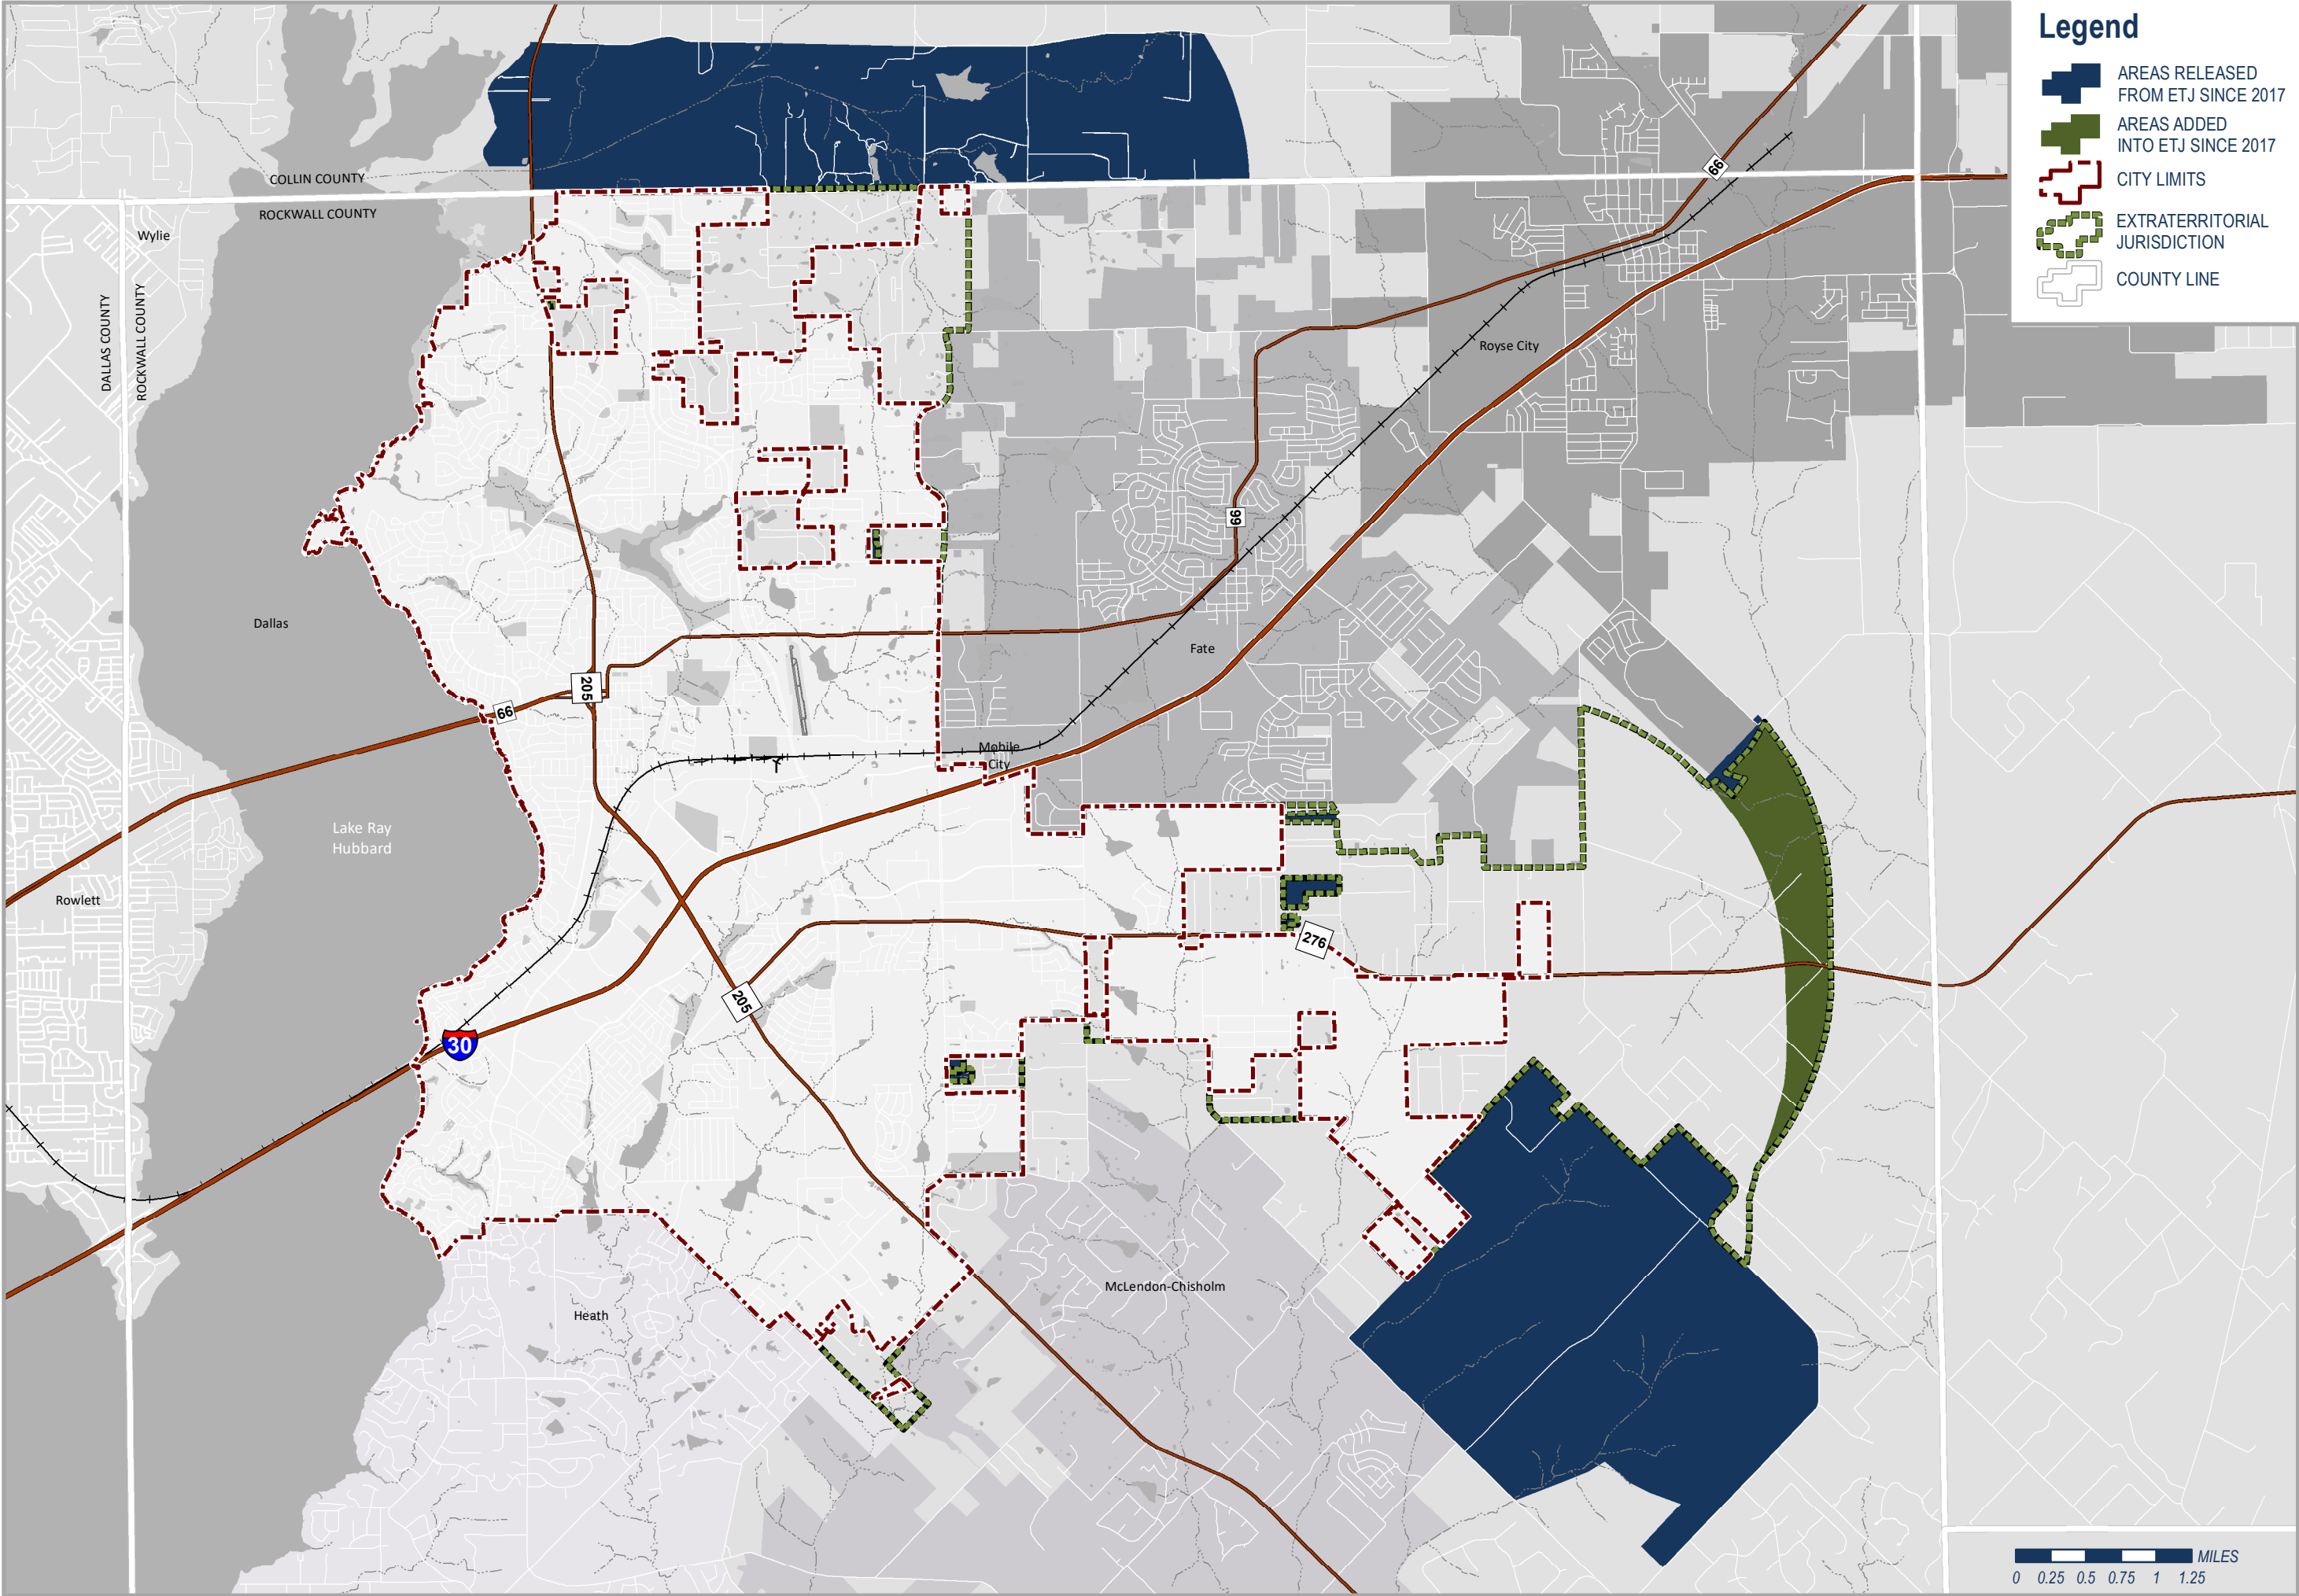 Legend
AREAS RELEASED
FROM ETJ SINCE 2017
AREAS ADDED
INTO ETJ SINCE 2017
CITY LIMITS
EXTRATERRITORIAL
JURISDICTION
COUNTY LINE
COLLIN COUNTY
ROCKWALL COUNTY
Wylie
DALLAS COUNTY
ROCKWALL COUNTY
66
Royse City
66
Dallas
Fate
205
66
Mobile
City
Lake Ray
Hubbard
Rowlett
276
205
30
McLendon-Chisholm
Heath
MILES
0 0.25 0.5 0.75 1 1.25